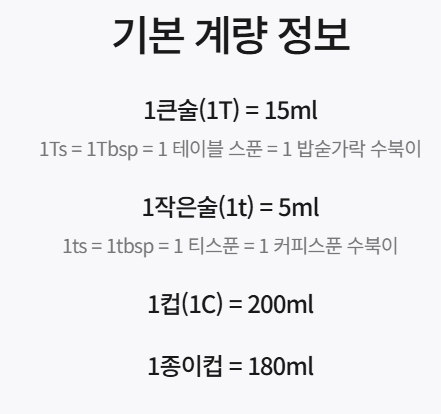 기본 계량 정보
1큰술(1T) = 15ml
1Ts = 1Tbsp = 1 테이블 스푼 = 1 밥숟가락 수북이
1작은술(1t) = 5ml
1ts = 1tbsp = 1 티스푼 = 1 커피스푼 수북이
1컵(1C) = 200ml
1종이컵 = 180ml